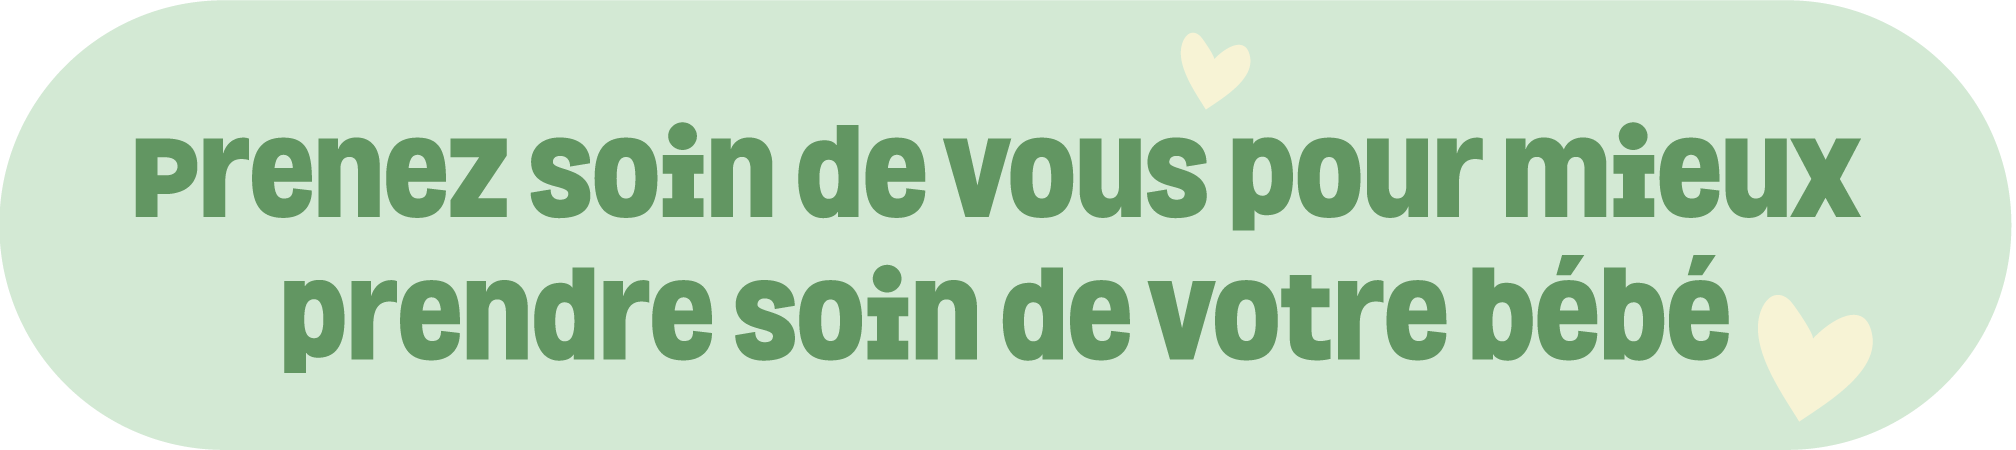 Prenez soin de vous pour mieux
prendre soin de votre bébé